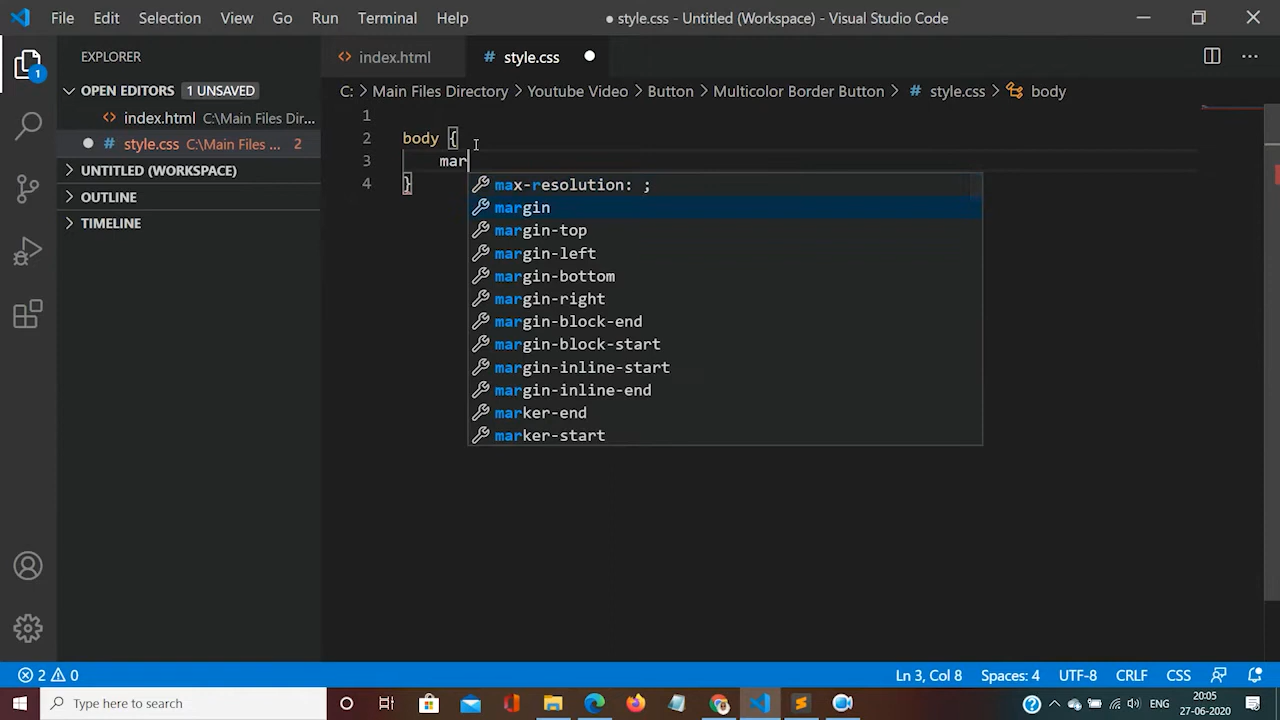 File Edit Selection View Go Run Terminal Help
● style.css - Untitled (Workspace) - Visual Studio Code
EXPLORER
index.html
# style.css
1
OPEN EDITORS 1 UNSAVED
C: > Main Files Directory > Youtube Video > Button > Multicolor Border Button > # style.css > body
index.html C:\Main Files Dir...
# style.css C:\Main Files ... 2
UNTITLED (WORKSPACE)
OUTLINE
TIMELINE
1
2 body {
3 mar
4 }
max-resolution: ;
margin
margin-top
margin-left
margin-bottom
margin-right
margin-block-end
margin-block-start
margin-inline-start
margin-inline-end
marker-end
marker-start
2 0
Ln 3, Col 8 Spaces: 4 UTF-8 CRLF CSS
Type here to search
ENG
20:05
27-06-2020